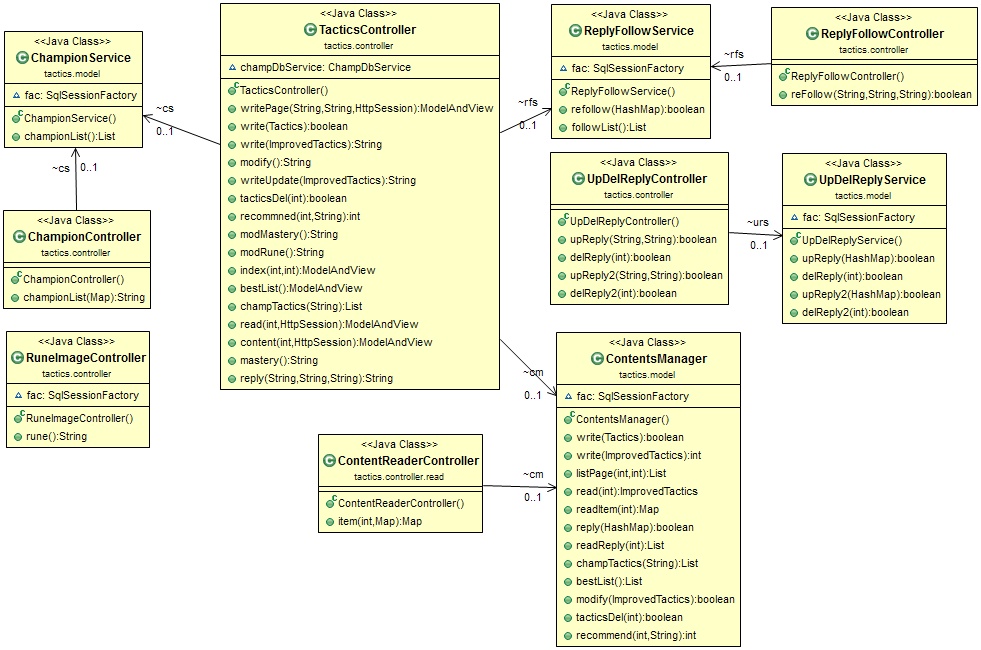 <<Java Class>>
ChampionService
tactics.model
fac: SqlSessionFactory
ChampionService()
championList():List
~cs
0..1
~cs
0..1
<<Java Class>>
ChampionController
tactics.controller
ChampionController()
championList(Map):String
<<Java Class>>
RuneImageController
tactics.controller
fac: SqlSessionFactory
RuneImageController()
rune():String
<<Java Class>>
TacticsController
tactics.controller
champDbService: ChampDbService
TacticsController()
writePage(String,String,HttpSession):ModelAndView
write(Tactics):boolean
write(ImprovedTactics):String
modify():String
writeUpdate(ImprovedTactics):String
tacticsDel(int):boolean
recommned(int,String):int
modMastery():String
modRune():String
index(int,int):ModelAndView
bestList():ModelAndView
champTactics(String):List
read(int,HttpSession):ModelAndView
content(int,HttpSession):ModelAndView
mastery():String
reply(String,String,String):String
~rfs
0..1
<<Java Class>>
ReplyFollowService
tactics.model
fac: SqlSessionFactory
ReplyFollowService()
refollow(HashMap):boolean
followList():List
~rfs
0..1
<<Java Class>>
ReplyFollowController
tactics.controller
ReplyFollowController()
reFollow(String,String,String):boolean
<<Java Class>>
UpDelReplyController
tactics.controller
UpDelReplyController()
upReply(String,String):boolean
delReply(int):boolean
upReply2(String,String):boolean
delReply2(int):boolean
~urs
0..1
<<Java Class>>
UpDelReplyService
tactics.model
fac: SqlSessionFactory
UpDelReplyService()
upReply(HashMap):boolean
delReply(int):boolean
upReply2(HashMap):boolean
delReply2(int):boolean
~cm
0..1
<<Java Class>>
ContentReaderController
tactics.controller.read
ContentReaderController()
item(int,Map):Map
~cm
0..1
<<Java Class>>
ContentsManager
tactics.model
fac: SqlSessionFactory
ContentsManager()
write(Tactics):boolean
write(ImprovedTactics):int
listPage(int,int):List
read(int):ImprovedTactics
readItem(int):Map
reply(HashMap):boolean
readReply(int):List
champTactics(String):List
bestList():List
modify(ImprovedTactics):boolean
tacticsDel(int):boolean
recommend(int,String):int